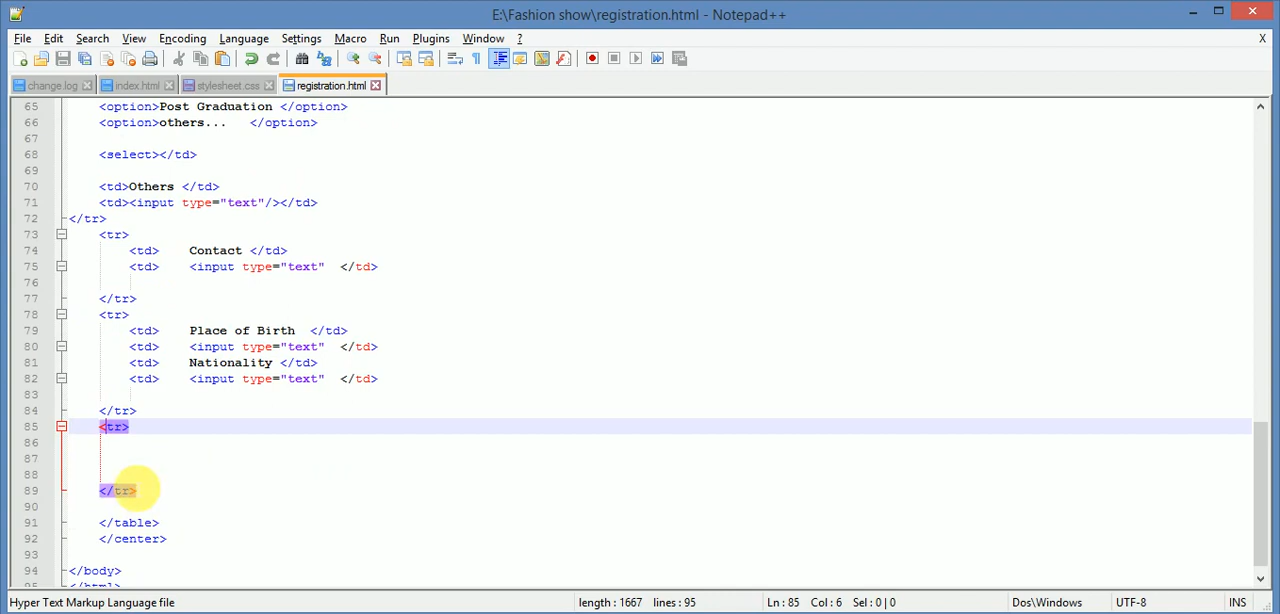 E:\Fashion show\registration.html - Notepad++
File Edit Search View Encoding Language Settings Macro Run Plugins Window ? X
change.log index.html stylesheet.css registration.html
65 <option>Post Graduation </option>
66 <option>others... </option>
67
68 <select></td>
69
70 <td>Others </td>
71 <td><input type="text"/></td>
72 </tr>
73 <tr>
74 <td> Contact </td>
75 <td> <input type="text" </td>
76
77 </tr>
78 <tr>
79 <td> Place of Birth </td>
80 <td> <input type="text" </td>
81 <td> Nationality </td>
82 <td> <input type="text" </td>
83
84 </tr>
85 <tr>
86
87
88
89 </tr>
90
91 </table>
92 </center>
93
94 </body>
95 </html>
Hyper Text Markup Language file length : 1667 lines : 95 Ln : 85 Col : 6 Sel : 0 | 0 Dos\Windows UTF-8 INS